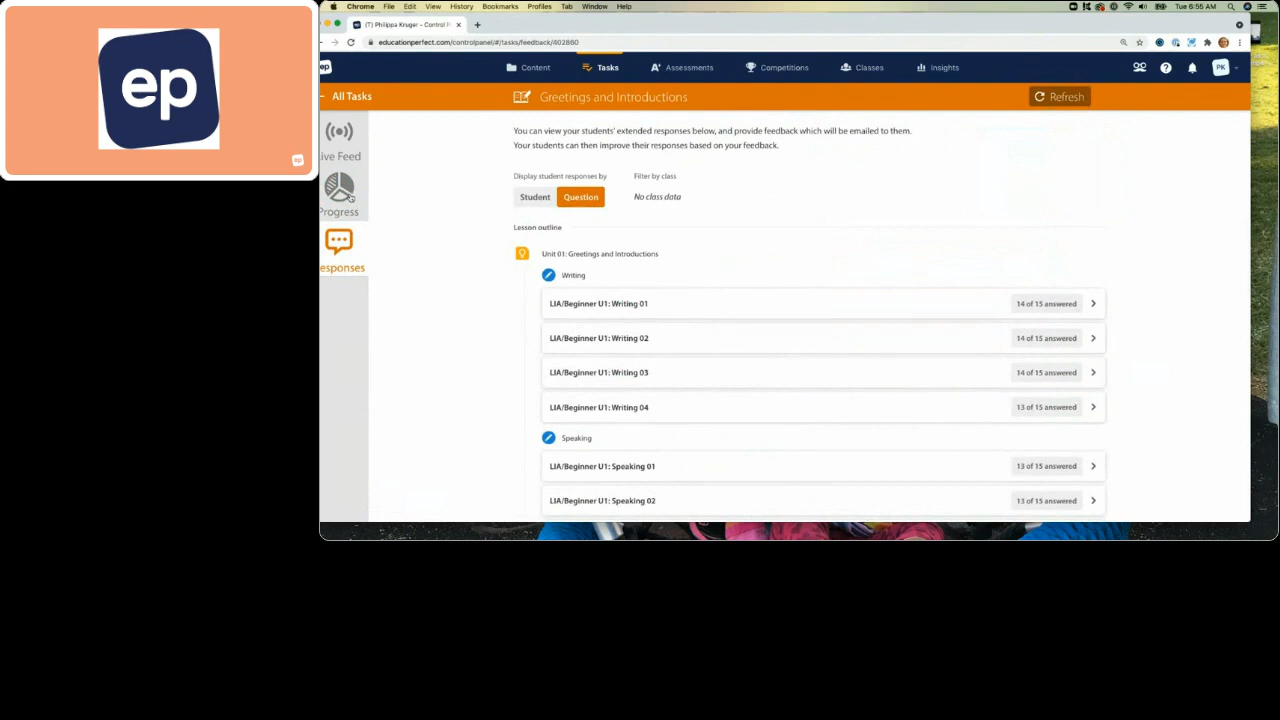 Chrome File Edit View History Bookmarks Profiles Tab Window Help
Tue 6:55 AM
(T) Philippa Kruger - Control P
educationperfect.com/controlpanel/#/tasks/feedback/402860
ep
ep
Content Tasks Assessments Competitions Classes Insights
PK
All Tasks
Greetings and Introductions
Refresh
ive Feed
Progress
esponses
You can view your students' extended responses below, and provide feedback which will be emailed to them.
Your students can then improve their responses based on your feedback.
Display student responses by Filter by class
Student Question No class data
Lesson outline
Unit 01: Greetings and Introductions
Writing
LIA/Beginner U1: Writing 01 14 of 15 answered
LIA/Beginner U1: Writing 02 14 of 15 answered
LIA/Beginner U1: Writing 03 14 of 15 answered
LIA/Beginner U1: Writing 04 13 of 15 answered
Speaking
LIA/Beginner U1: Speaking 01 13 of 15 answered
LIA/Beginner U1: Speaking 02 13 of 15 answered